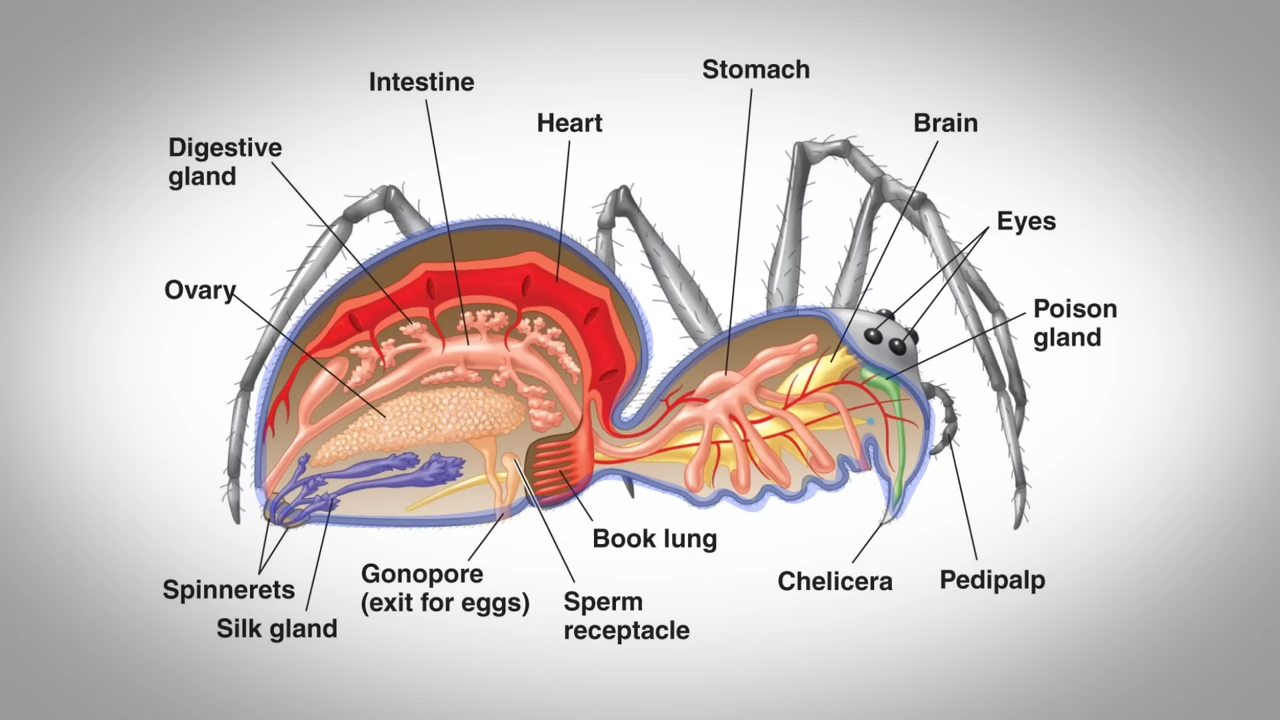 Stomach
Intestine
Heart
Brain
Digestive
gland
Eyes
Ovary
Poison
gland
Book lung
Gonopore
(exit for eggs)
Chelicera
Pedipalp
Spinnerets
Sperm
receptacle
Silk gland